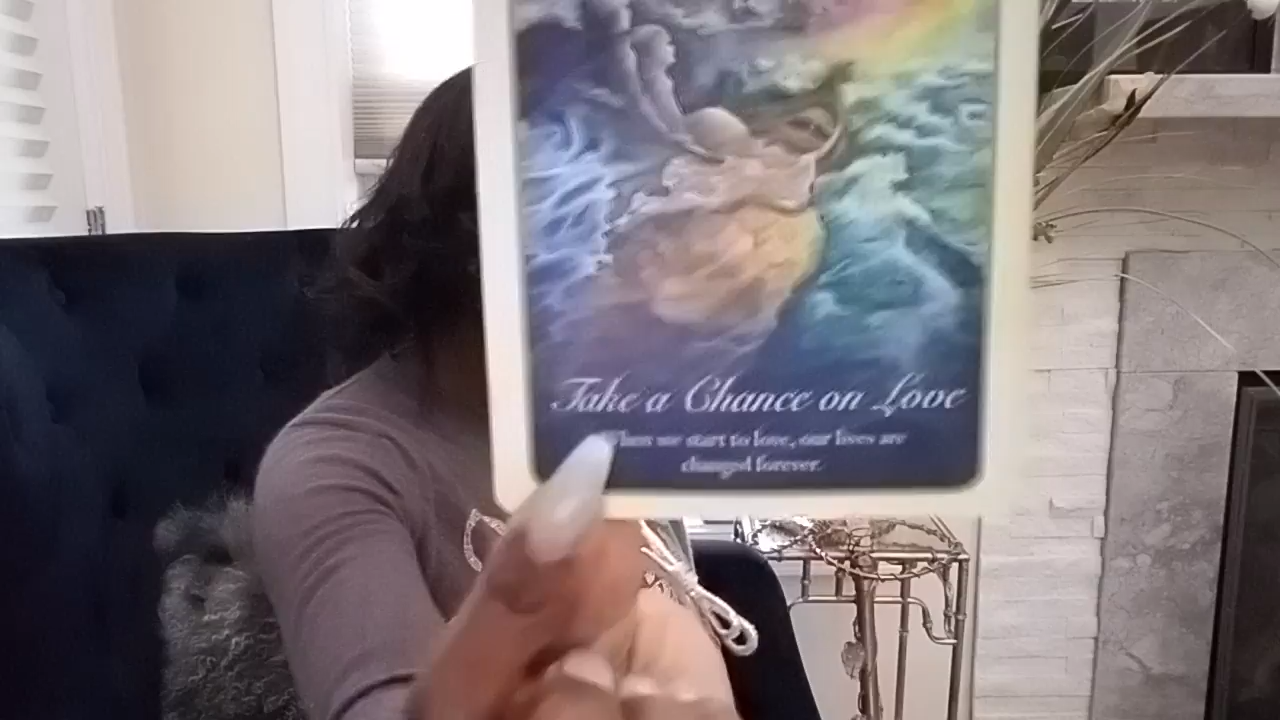 Take a Chance on Love
When we start to love, our lives are
changed forever.